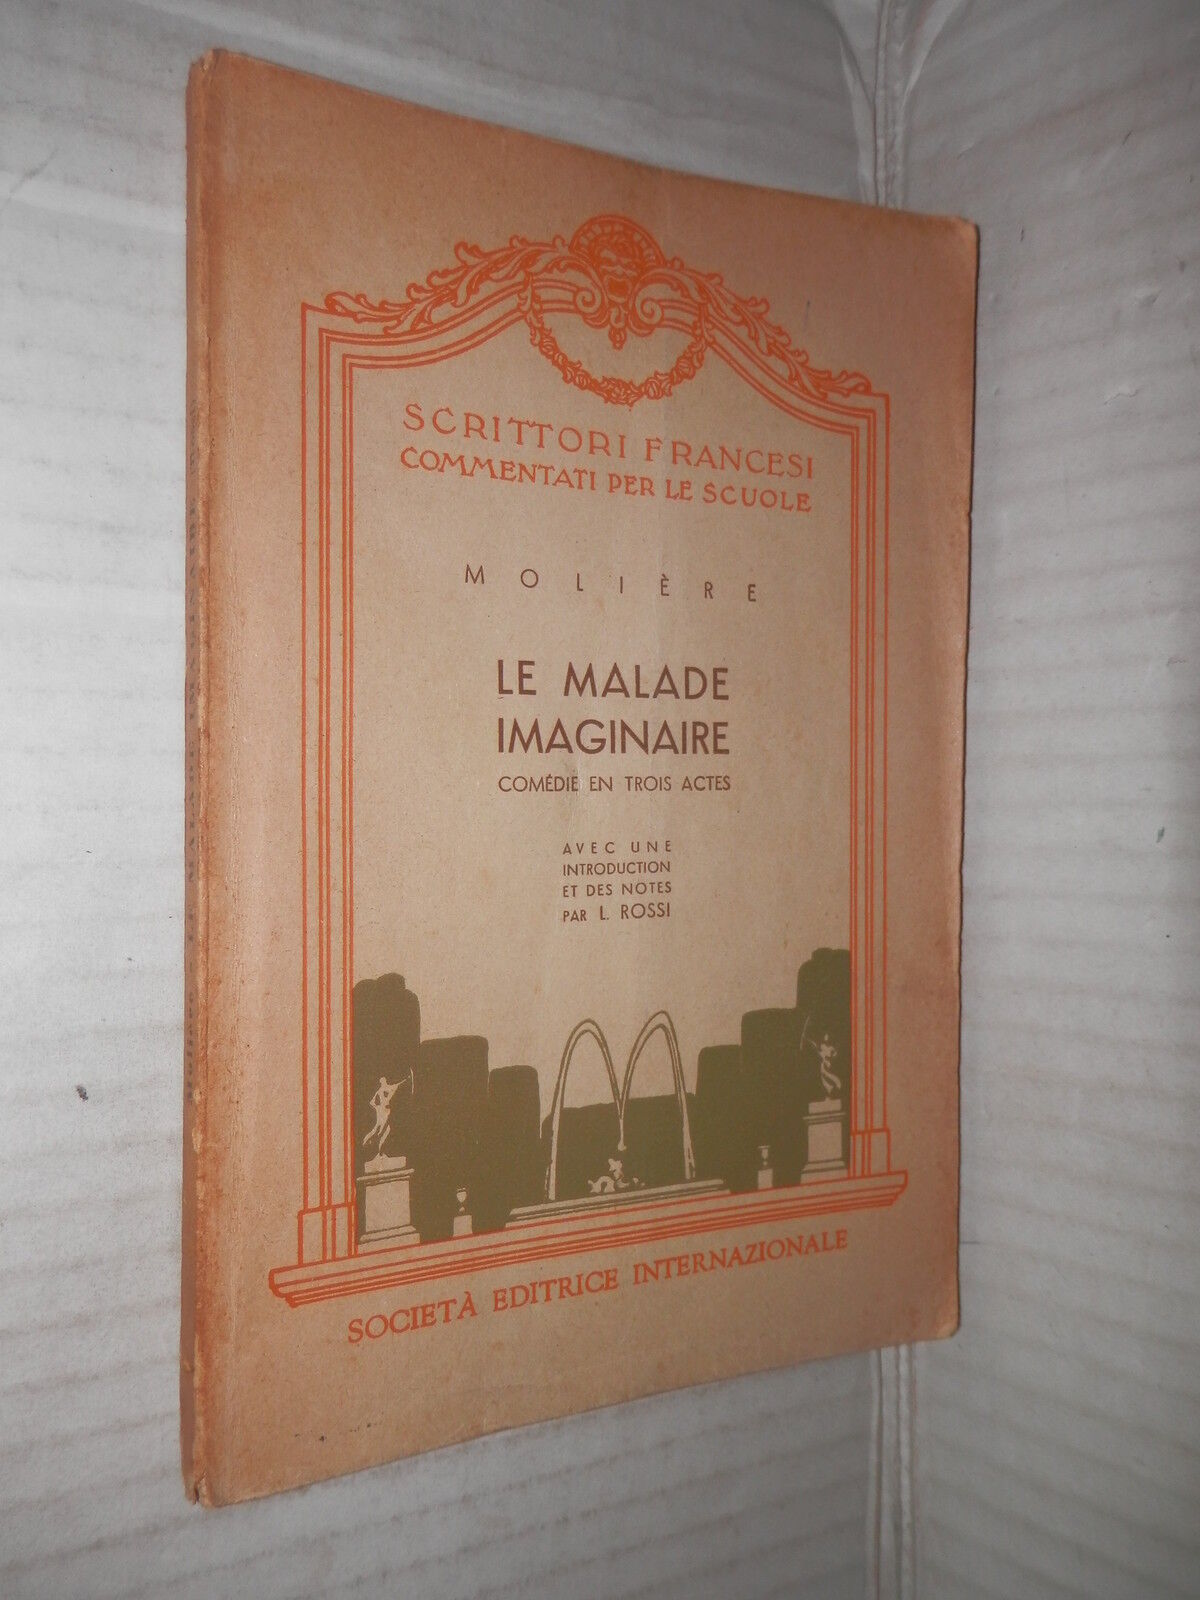 SCRITTORI FRANCESI
COMMENTATI PER LE SCUOLE
MOLIÈRE
LE MALADE
IMAGINAIRE
COMÉDIE EN TROIS ACTES
AVEC UNE
INTRODUCTION
ET DES NOTES
PAR L. ROSSI
SOCIETÀ EDITRICE INTERNAZIONALE